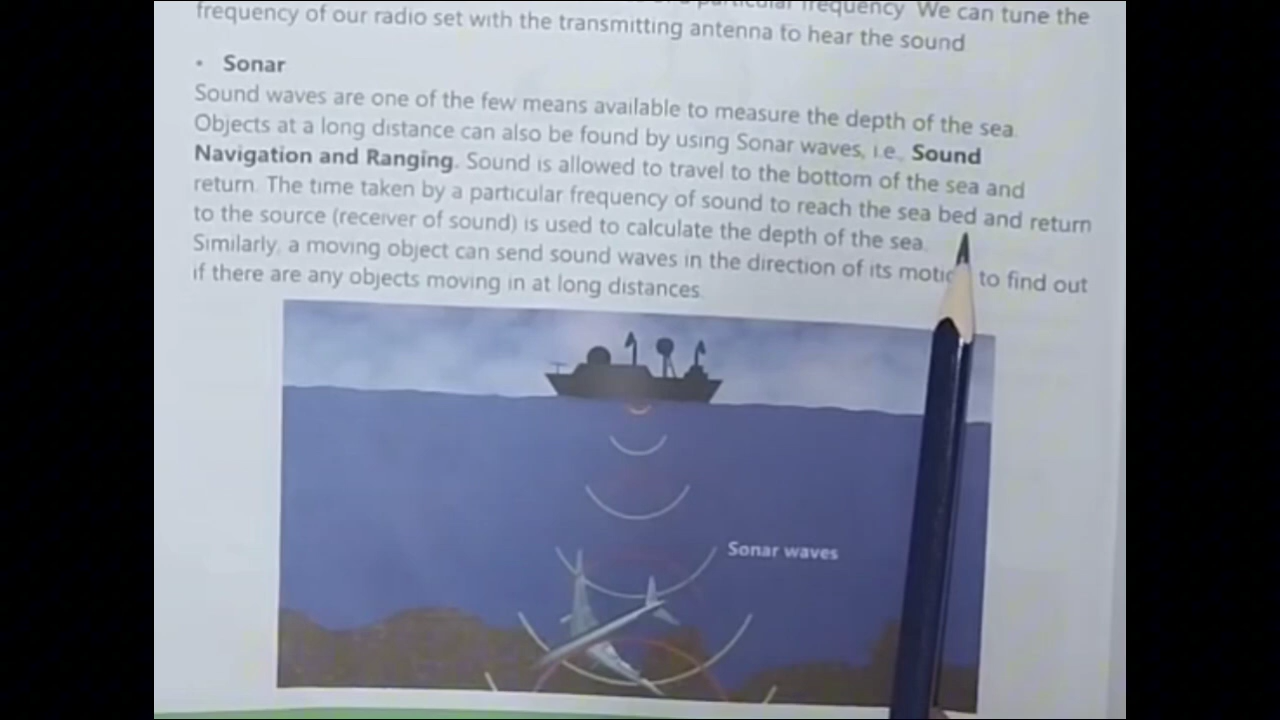 frequency We can tune the
frequency of our radio set with the transmitting antenna to hear the sound
• Sonar
Sound waves are one of the few means available to measure the depth of the sea.
Objects at a long distance can also be found by using Sonar waves, i.e., Sound
Navigation and Ranging. Sound is allowed to travel to the bottom of the sea and
return. The time taken by a particular frequency of sound to reach the sea bed and return
to the source (receiver of sound) is used to calculate the depth of the sea.
Similarly, a moving object can send sound waves in the direction of its to find out
if there are any objects moving in at long distances.
Sonar waves